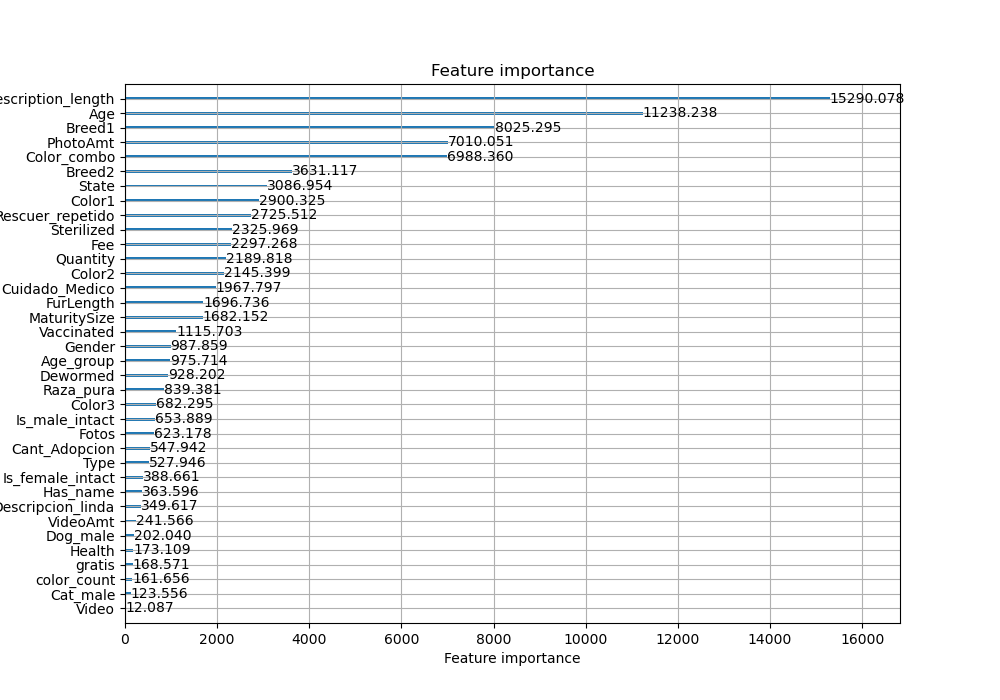 Feature importance
escription_length 15290.078
Age 11238.238
Breed1 8025.295
PhotoAmt 7010.051
Color_combo 6988.360
Breed2 3631.117
State 3086.954
Color1 2900.325
Rescuer_repetido 2725.512
Sterilized 2325.969
Fee 2297.268
Quantity 2189.818
Color2 2145.399
Cuidado_Medico 1967.797
FurLength 1696.736
MaturitySize 1682.152
Vaccinated 1115.703
Gender 987.859
Age_group 975.714
Dewormed 928.202
Raza_pura 839.381
Color3 682.295
Is_male_intact 653.889
Fotos 623.178
Cant_Adopcion 547.942
Type 527.946
Is_female_intact 388.661
Has_name 363.596
Descripcion_linda 349.617
VideoAmt 241.566
Dog_male 202.040
Health 173.109
gratis 168.571
color_count 161.656
Cat_male 123.556
Video 12.087
0 2000 4000 6000 8000 10000 12000 14000 16000
Feature importance